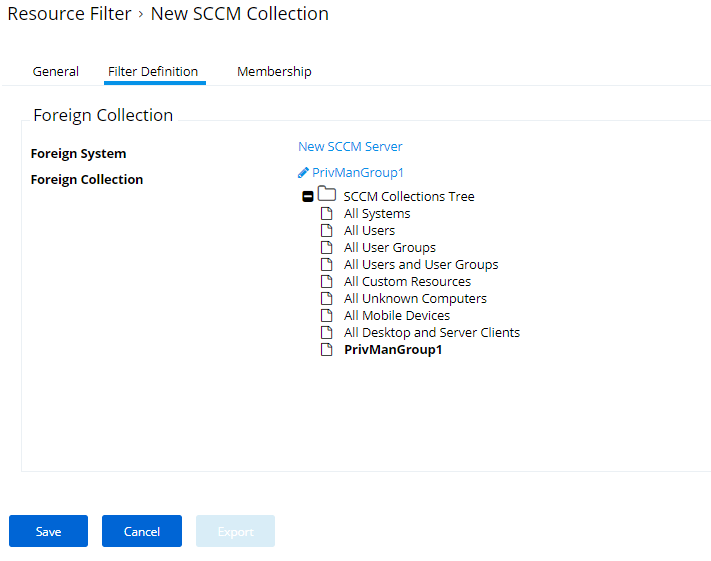 Resource Filter › New SCCM Collection
General Filter Definition Membership
Foreign Collection
Foreign System New SCCM Server
Foreign Collection PrivManGroup1
SCCM Collections Tree
All Systems
All Users
All User Groups
All Users and User Groups
All Custom Resources
All Unknown Computers
All Mobile Devices
All Desktop and Server Clients
PrivManGroup1
Save Cancel Export